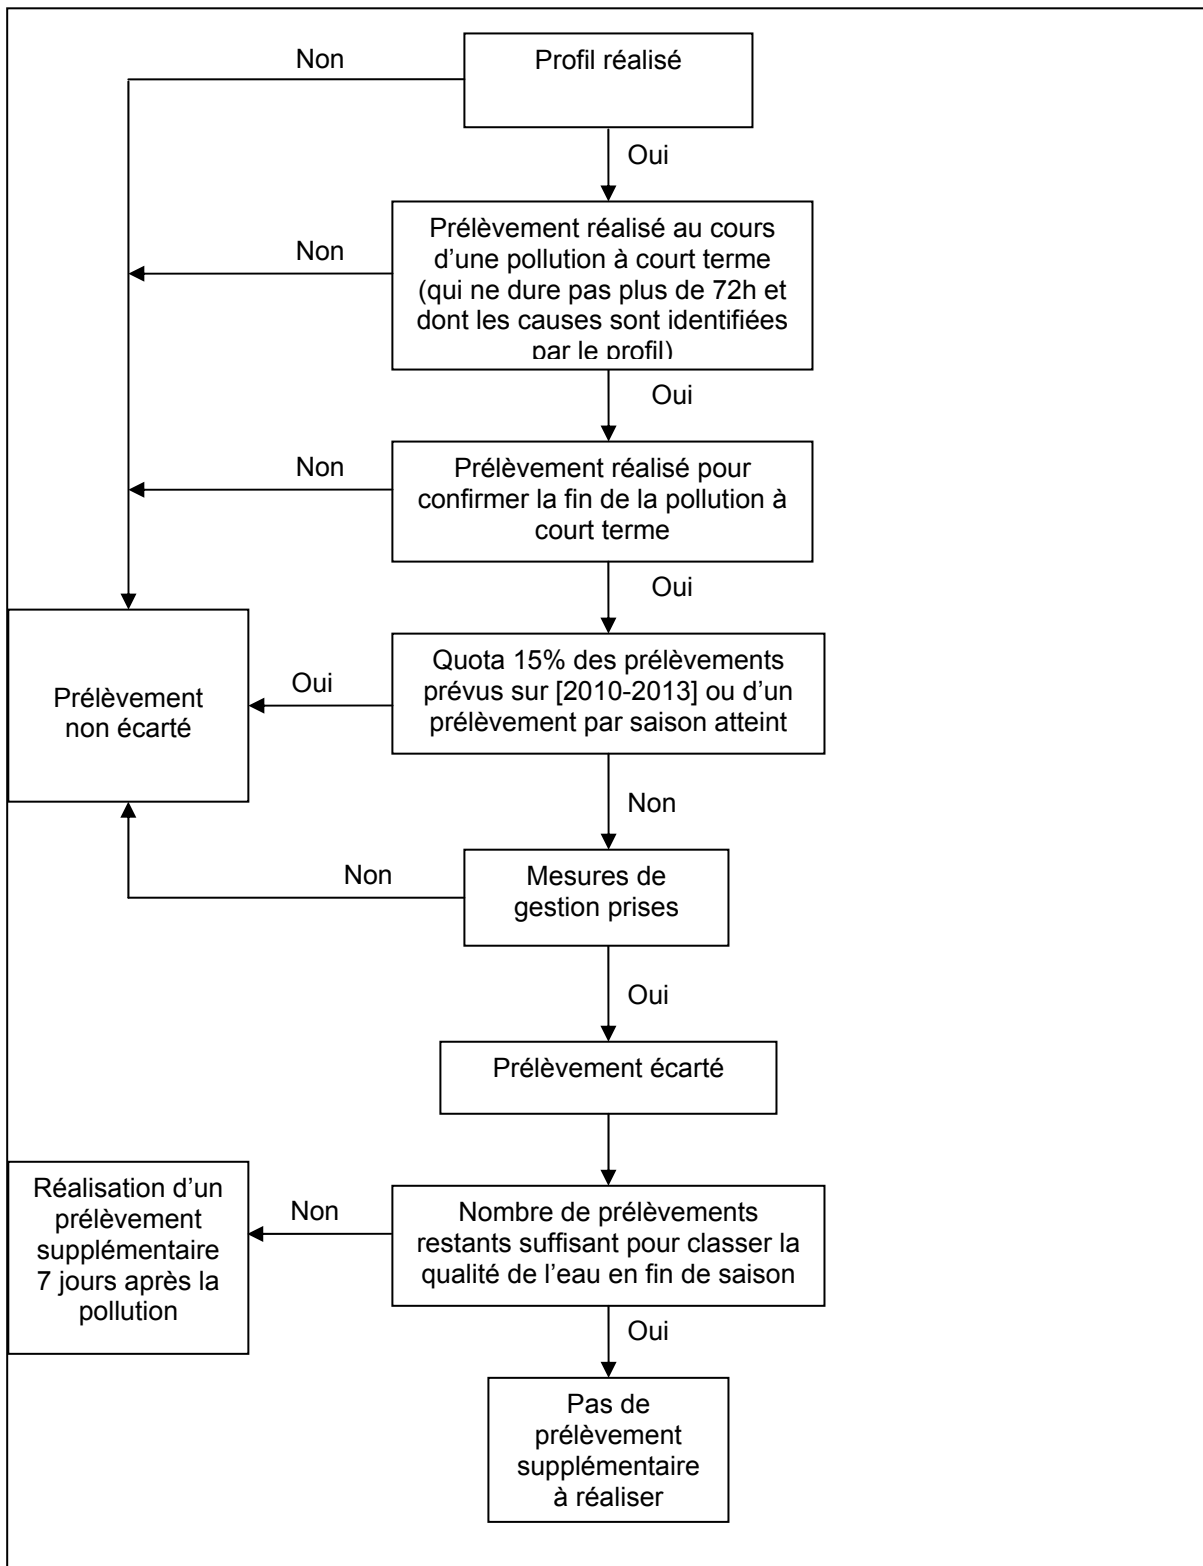 Non
Profil réalisé
Oui
Prélèvement réalisé au cours
d’une pollution à court terme
(qui ne dure pas plus de 72h et
dont les causes sont identifiées
par le profil)
Non
Oui
Prélèvement réalisé pour
confirmer la fin de la pollution à
court terme
Non
Oui
Quota 15% des prélèvements
prévus sur [2010-2013] ou d’un
prélèvement par saison atteint
Oui
Prélèvement
non écarté
Non
Mesures de
gestion prises
Non
Oui
Prélèvement écarté
Nombre de prélèvements
restants suffisant pour classer la
qualité de l’eau en fin de saison
Non
Réalisation d’un
prélèvement
supplémentaire
7 jours après la
pollution
Oui
Pas de
prélèvement
supplémentaire
à réaliser